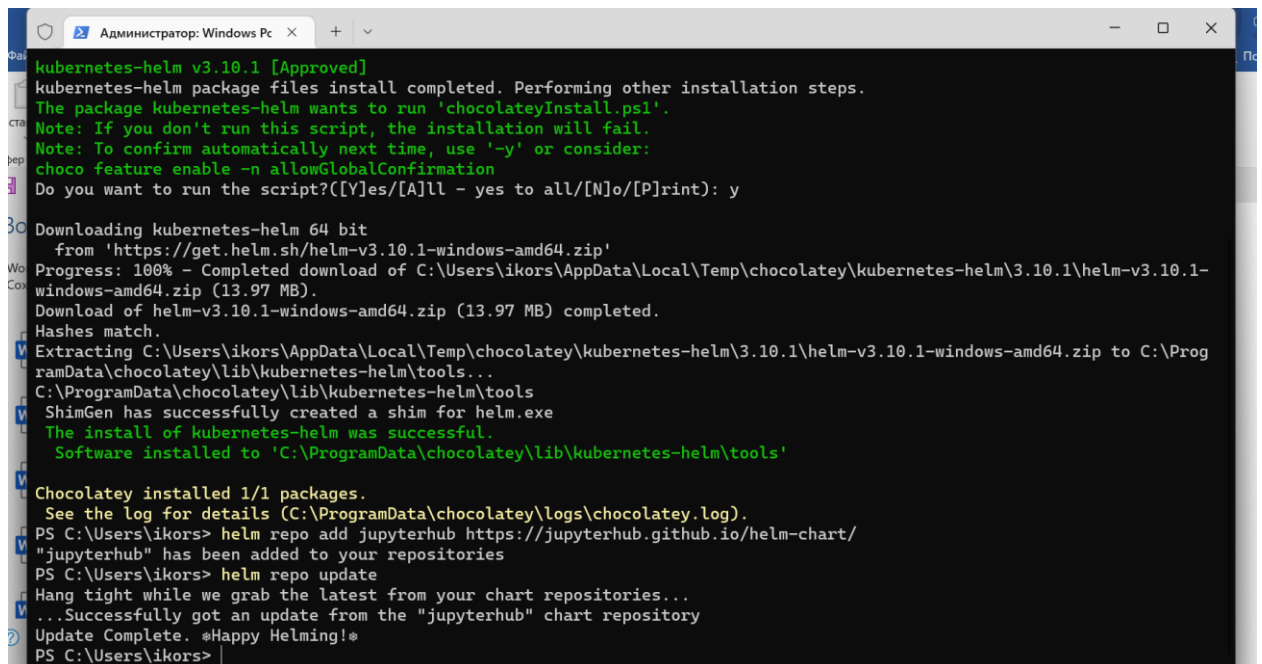 Администратор: Windows Pc
kubernetes-helm v3.10.1 [Approved]
kubernetes-helm package files install completed. Performing other installation steps.
The package kubernetes-helm wants to run 'chocolateyInstall.ps1'.
Note: If you don't run this script, the installation will fail.
Note: To confirm automatically next time, use '-y' or consider:
choco feature enable -n allowGlobalConfirmation
Do you want to run the script?([Y]es/[A]ll - yes to all/[N]o/[P]rint): y
Downloading kubernetes-helm 64 bit
from 'https://get.helm.sh/helm-v3.10.1-windows-amd64.zip'
Progress: 100% - Completed download of C:\Users\ikors\AppData\Local\Temp\chocolatey\kubernetes-helm\3.10.1\helm-v3.10.1-
windows-amd64.zip (13.97 MB).
Download of helm-v3.10.1-windows-amd64.zip (13.97 MB) completed.
Hashes match.
Extracting C:\Users\ikors\AppData\Local\Temp\chocolatey\kubernetes-helm\3.10.1\helm-v3.10.1-windows-amd64.zip to C:\Prog
ramData\chocolatey\lib\kubernetes-helm\tools...
C:\ProgramData\chocolatey\lib\kubernetes-helm\tools
ShimGen has successfully created a shim for helm.exe
The install of kubernetes-helm was successful.
Software installed to 'C:\ProgramData\chocolatey\lib\kubernetes-helm\tools'
Chocolatey installed 1/1 packages.
See the log for details (C:\ProgramData\chocolatey\logs\chocolatey.log).
PS C:\Users\ikors> helm repo add jupyterhub https://jupyterhub.github.io/helm-chart/
"jupyterhub" has been added to your repositories
PS C:\Users\ikors> helm repo update
Hang tight while we grab the latest from your chart repositories...
...Successfully got an update from the "jupyterhub" chart repository
Update Complete. ⎈Happy Helming!⎈
PS C:\Users\ikors>